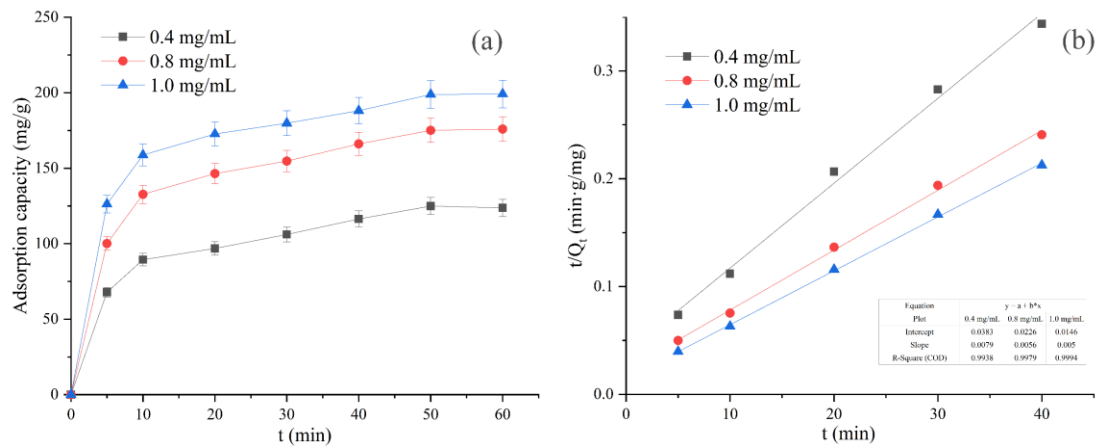 250
200
150
100
50
0
Adsorption capacity (mg/g)
0.4 mg/mL
0.8 mg/mL
1.0 mg/mL
(a)
0 10 20 30 40 50 60
t (min)
0.3
0.2
0.1
0.0
t/Qt (min·g/mg)
0.4 mg/mL
0.8 mg/mL
1.0 mg/mL
(b)
Equation y = a + b*x
Plot 0.4 mg/mL 0.8 mg/mL 1.0 mg/mL
Intercept 0.0383 0.0226 0.0146
Slope 0.0079 0.0056 0.005
R-Square (COD) 0.9938 0.9979 0.9994
0 10 20 30 40
t (min)